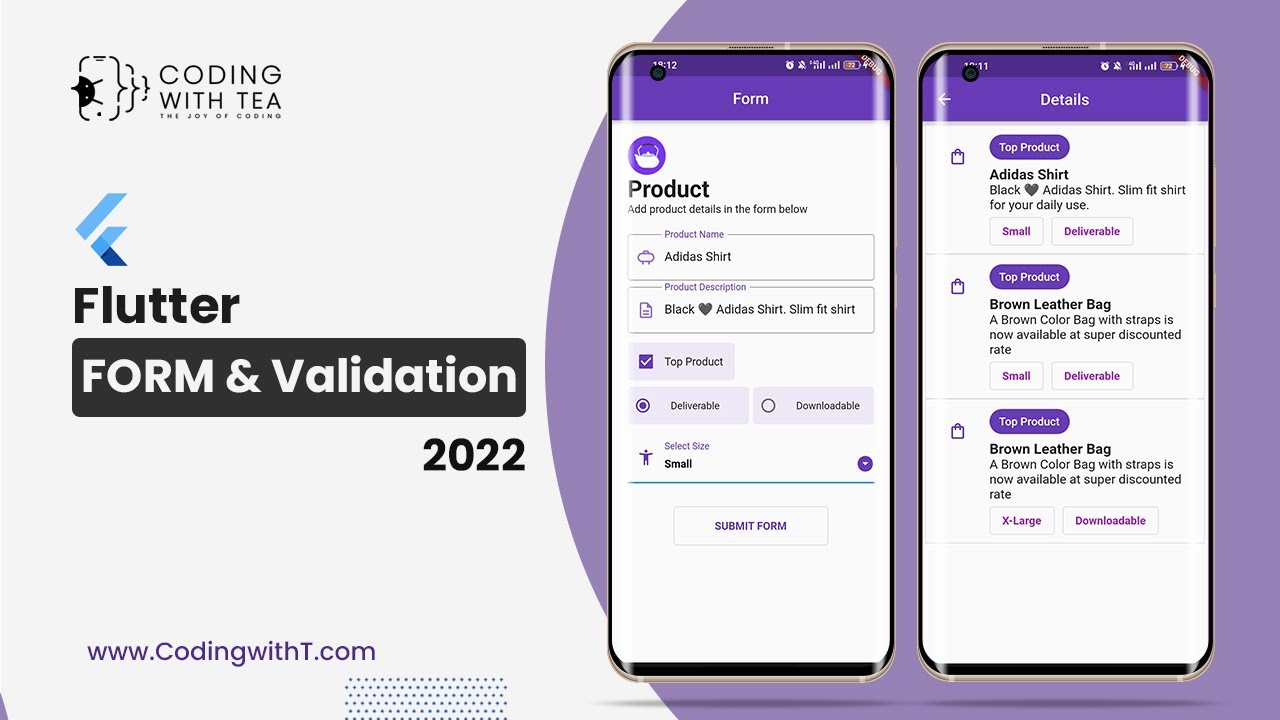 CODING
WITH TEA
THE JOY OF CODING
Flutter
FORM & Validation
2022
www.CodingwithT.com
18:12
72
DEBUG
Form
Product
Add product details in the form below
Product Name
Adidas Shirt
Product Description
Black 🖤 Adidas Shirt. Slim fit shirt
Top Product
Deliverable
Downloadable
Select Size
Small
SUBMIT FORM
72
DEBUG
Details
Top Product
Adidas Shirt
Black 🖤 Adidas Shirt. Slim fit shirt
for your daily use.
Small
Deliverable
Top Product
Brown Leather Bag
A Brown Color Bag with straps is
now available at super discounted
rate
Small
Deliverable
Top Product
Brown Leather Bag
A Brown Color Bag with straps is
now available at super discounted
rate
X-Large
Downloadable